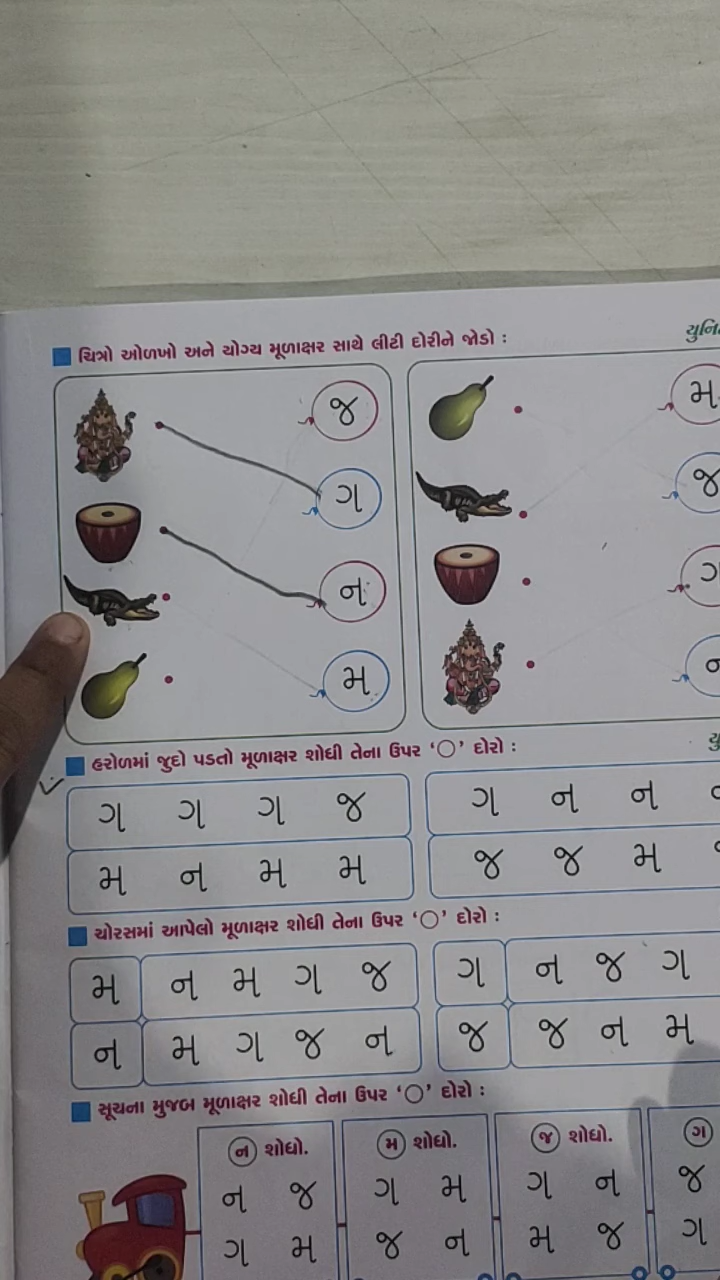 ચિત્રો ઓળખો અને યોગ્ય મૂળાક્ષર સાથે લીટી દોરીને જોડો :
જ
ગ
ન
મ
મ
જ
ગ
ન
હરોળમાં જુદો પડતો મૂળાક્ષર શોધી તેના ઉપર ‘○’ દોરો :
ગ ગ ગ જ
ગ ન ન
મ ન મ મ
જ જ મ
ચોરસમાં આપેલો મૂળાક્ષર શોધી તેના ઉપર ‘○’ દોરો :
મ ન મ ગ જ
ગ ન જ ગ
ન મ ગ જ ન
જ જ ન મ
સૂચના મુજબ મૂળાક્ષર શોધી તેના ઉપર ‘○’ દોરો :
ન શોધો.
ન જ
ગ મ
મ શોધો.
ગ મ
જ ન
જ શોધો.
ગ ન
મ જ
ગ
જ
ગ